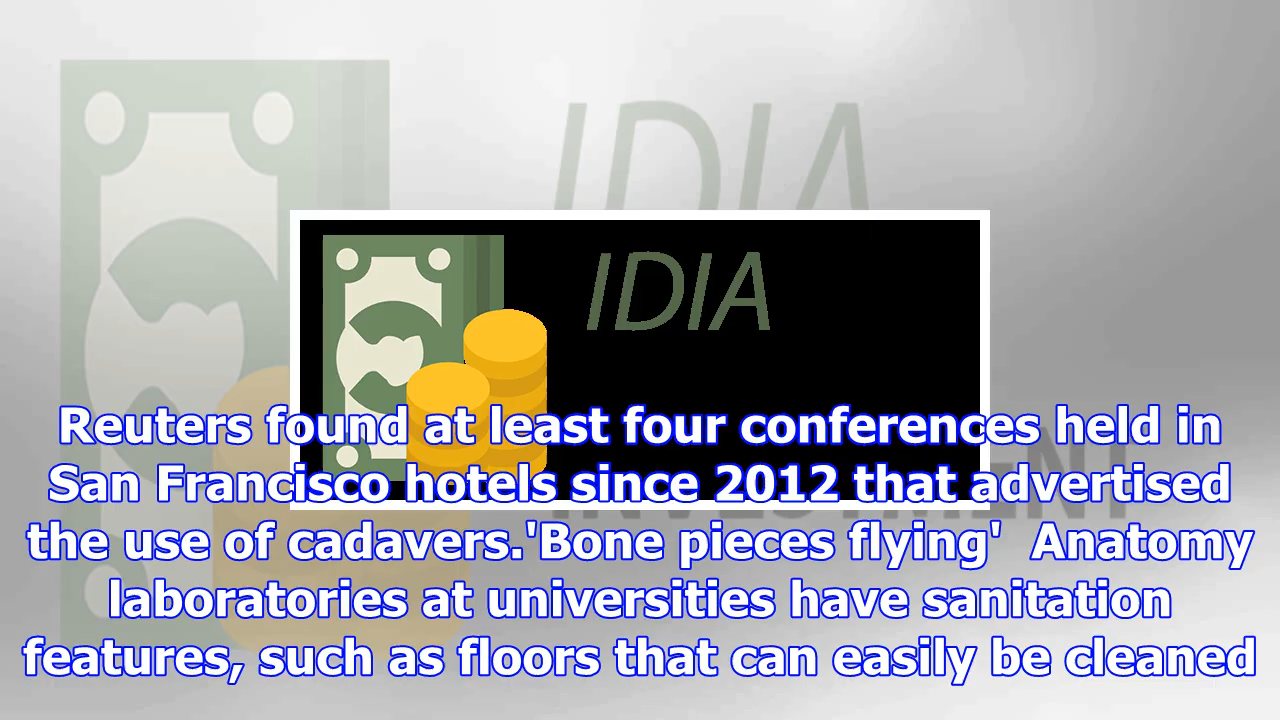 IDIA
IDIA
INVESTMENT
Reuters found at least four conferences held in
San Francisco hotels since 2012 that advertised
the use of cadavers.'Bone pieces flying'  Anatomy
laboratories at universities have sanitation
features, such as floors that can easily be cleaned